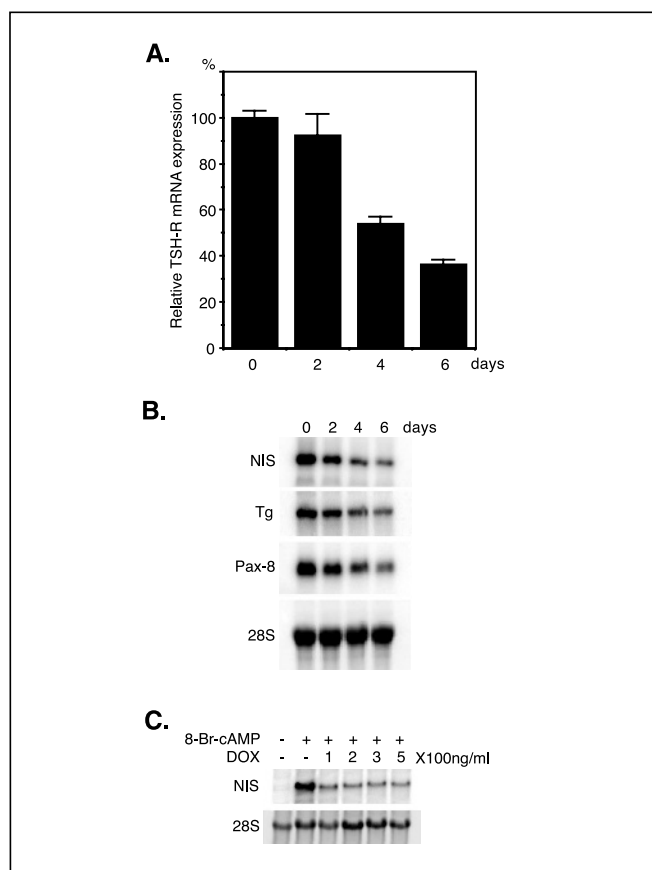 A.
%
Relative TSH-R mRNA expression
100
80
60
40
20
0
0 2 4 6 days
B.
0 2 4 6 days
NIS
Tg
Pax-8
28S
C.
8-Br-cAMP - + + + + +
DOX - - 1 2 3 5 X100ng/ml
NIS
28S